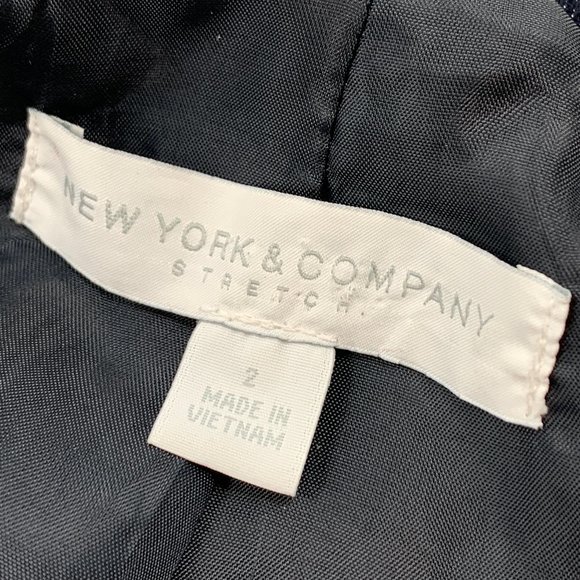 NEW YORK & COMPANY
STRETCH.
2
MADE IN
VIETNAM